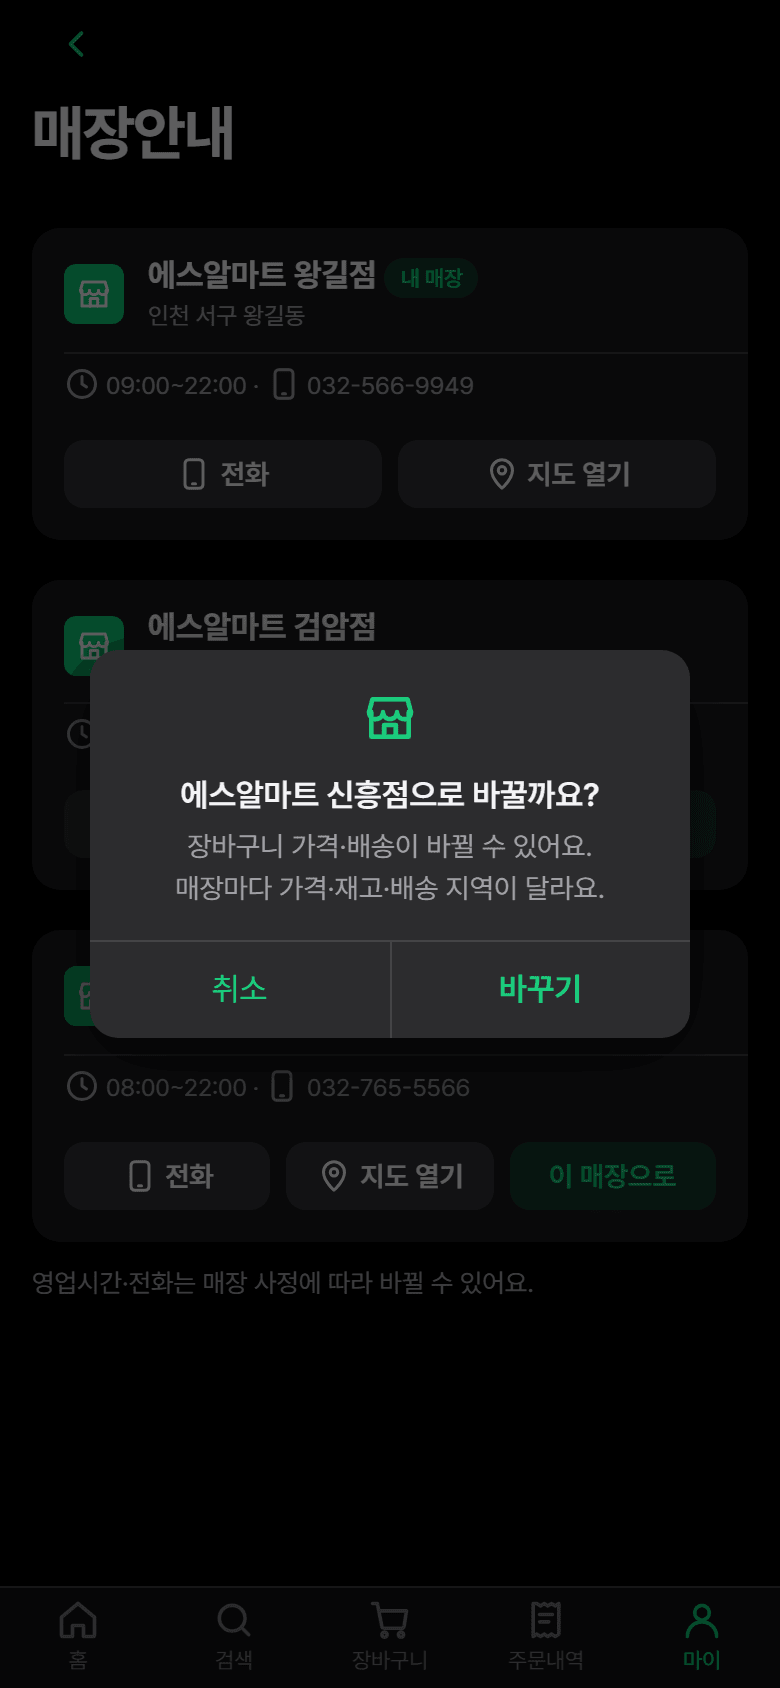 매장안내
에스알마트 왕길점 내 매장
인천 서구 왕길동
09:00~22:00 · 032-566-9949
전화
지도 열기
에스알마트 검암점
에스알마트 신흥점으로 바꿀까요?
장바구니 가격·배송이 바뀔 수 있어요.
매장마다 가격·재고·배송 지역이 달라요.
취소
바꾸기
08:00~22:00 · 032-765-5566
전화
지도 열기
이 매장으로
영업시간·전화는 매장 사정에 따라 바뀔 수 있어요.
홈
검색
장바구니
주문내역
마이